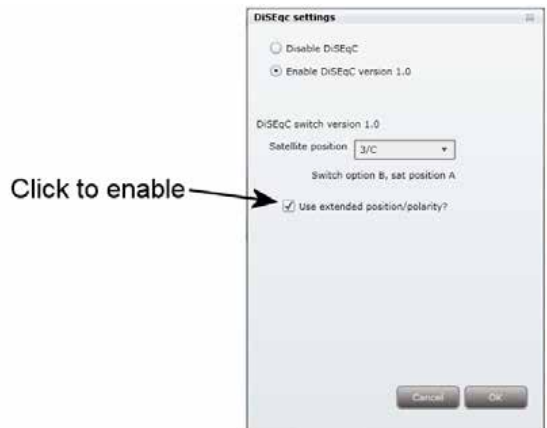 DiSEqc settings
Disable DiSEqC
Enable DiSEqC version 1.0
DiSEqC switch version 1.0
Satellite position 3/C
Switch option B, sat position A
Click to enable
Use extended position/polarity?
Cancel Ok